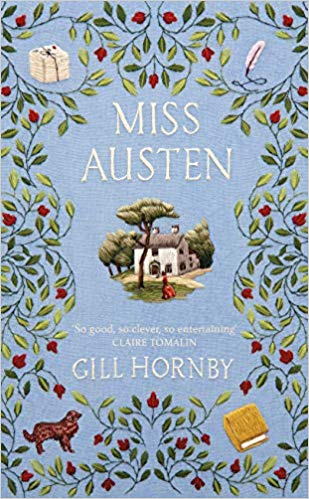 MISS
AUSTEN
'So good, so clever, so entertaining'
CLAIRE TOMALIN
GILL HORNBY